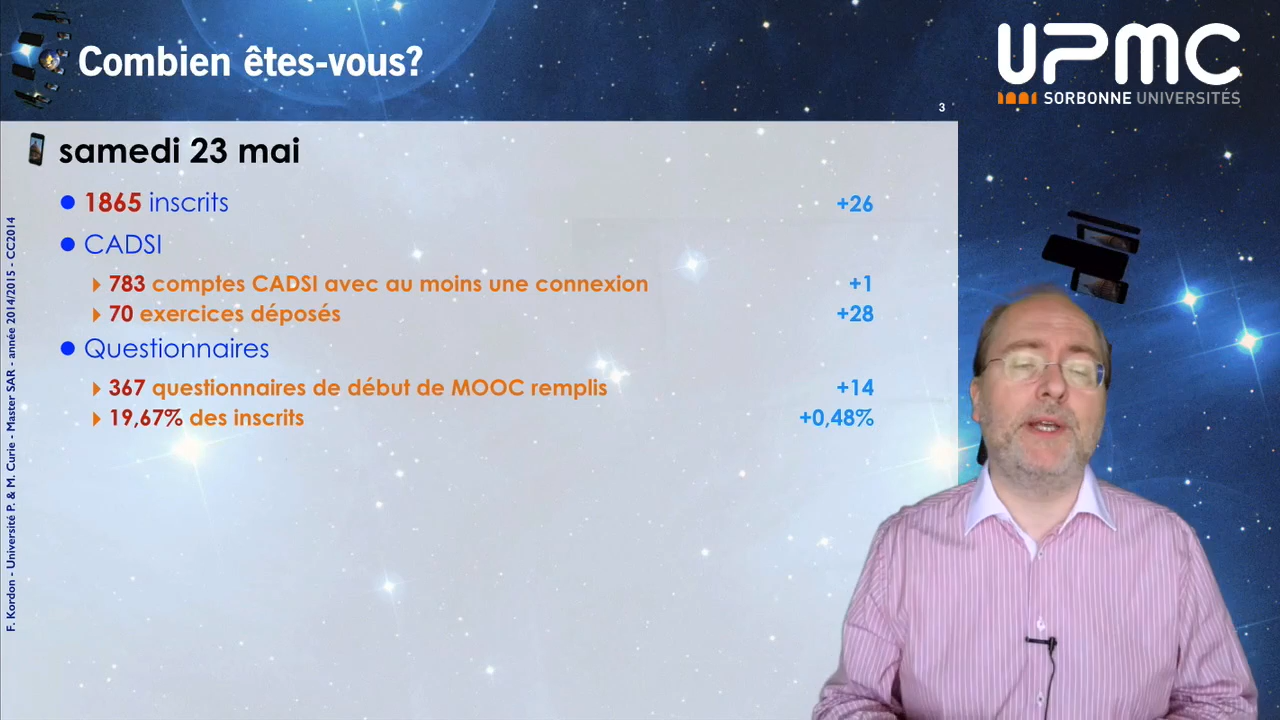 Combien êtes-vous?
UPMC
SORBONNE UNIVERSITÉS
3
samedi 23 mai
1865 inscrits +26
CADSI
783 comptes CADSI avec au moins une connexion +1
70 exercices déposés +28
Questionnaires
367 questionnaires de début de MOOC remplis +14
19,67% des inscrits +0,48%
F. Kordon - Université P. & M. Curie - Master SAR - année 2014/2015 - CC2014